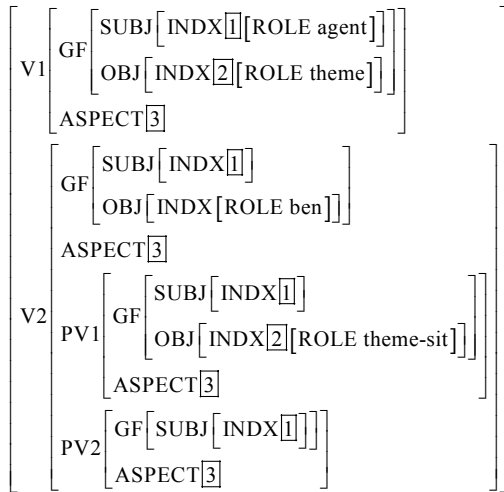 SUBJ[INDX 1 [ROLE agent]]
V1 GF
OBJ[INDX 2 [ROLE theme]]
ASPECT 3
SUBJ[INDX 1]
GF
OBJ[INDX[ROLE ben]]
ASPECT 3
SUBJ[INDX 1]
V2 PV1 GF
OBJ[INDX 2 [ROLE theme-sit]]
ASPECT 3
GF[SUBJ[INDX 1]]
PV2
ASPECT 3